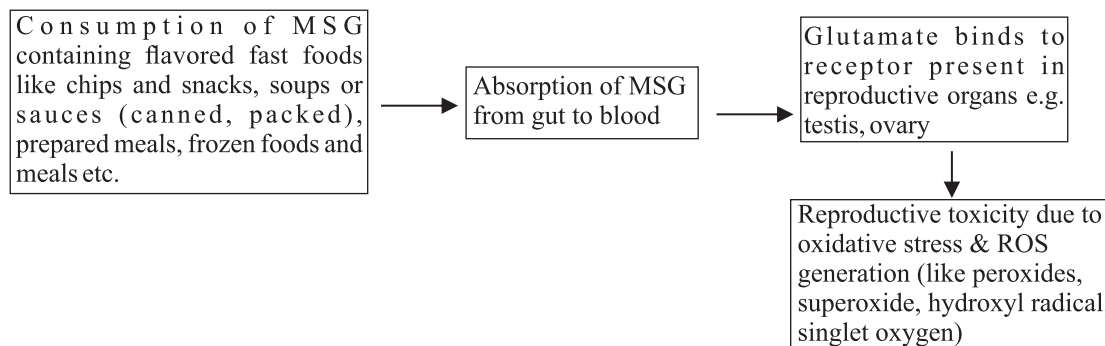 Consumption of MSG
containing flavored fast foods
like chips and snacks, soups or
sauces (canned, packed),
prepared meals, frozen foods and
meals etc.
Absorption of MSG
from gut to blood
Glutamate binds to
receptor present in
reproductive organs e.g.
testis, ovary
Reproductive toxicity due to
oxidative stress & ROS
generation (like peroxides,
superoxide, hydroxyl radical
singlet oxygen)